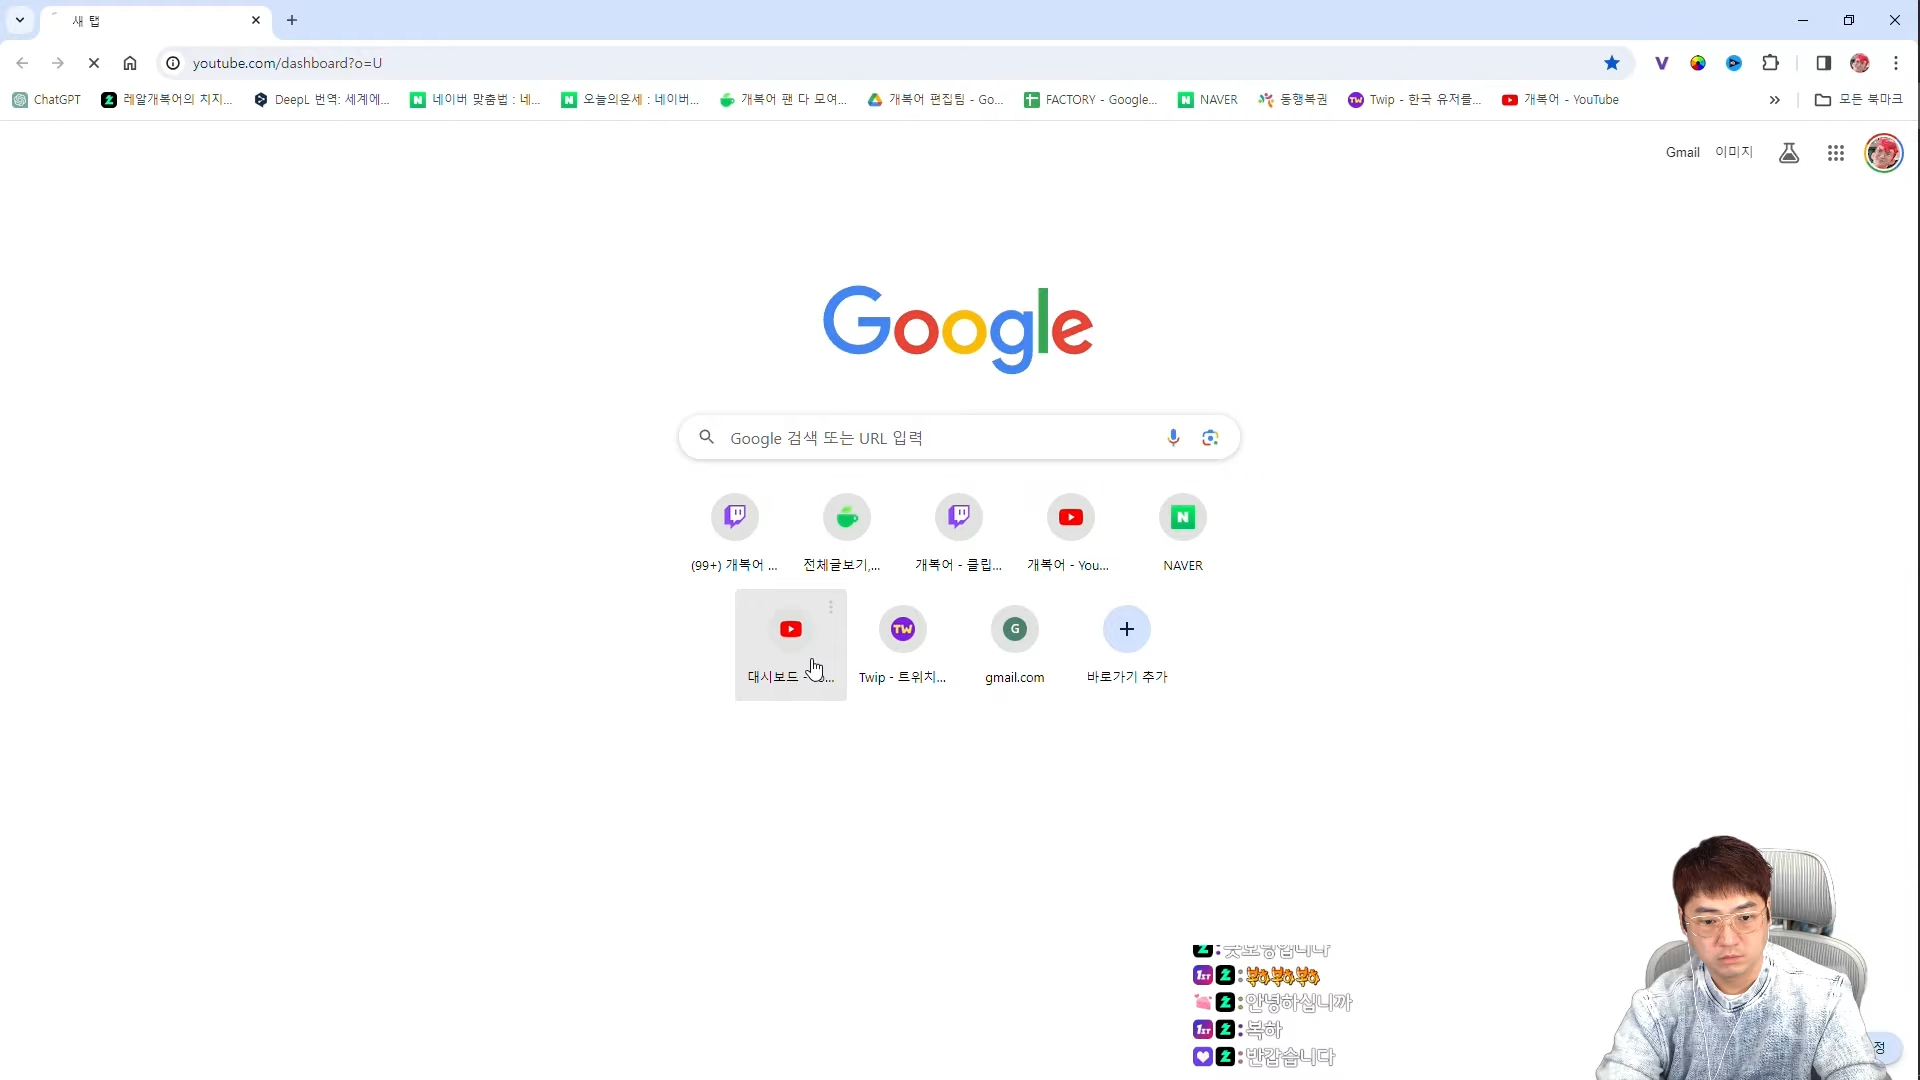 새 탭
youtube.com/dashboard?o=U
ChatGPT
레알개복어의 치지...
DeepL 번역: 세계에...
네이버 맞춤법 : 네...
오늘의운세 : 네이버...
개복어 팬 다 모여...
개복어 편집팀 - Go...
FACTORY - Google...
NAVER
동행복권
Twip - 한국 유저를...
개복어 - YouTube
모든 북마크
Gmail 이미지
Google
Google 검색 또는 URL 입력
(99+) 개복어 ...
전체글보기,...
개복어 - 클립...
개복어 - You...
NAVER
대시보드 -
Twip - 트위치...
gmail.com
바로가기 추가
: 복하복하복하
: 안녕하십니까
: 복하
: 반갑습니다